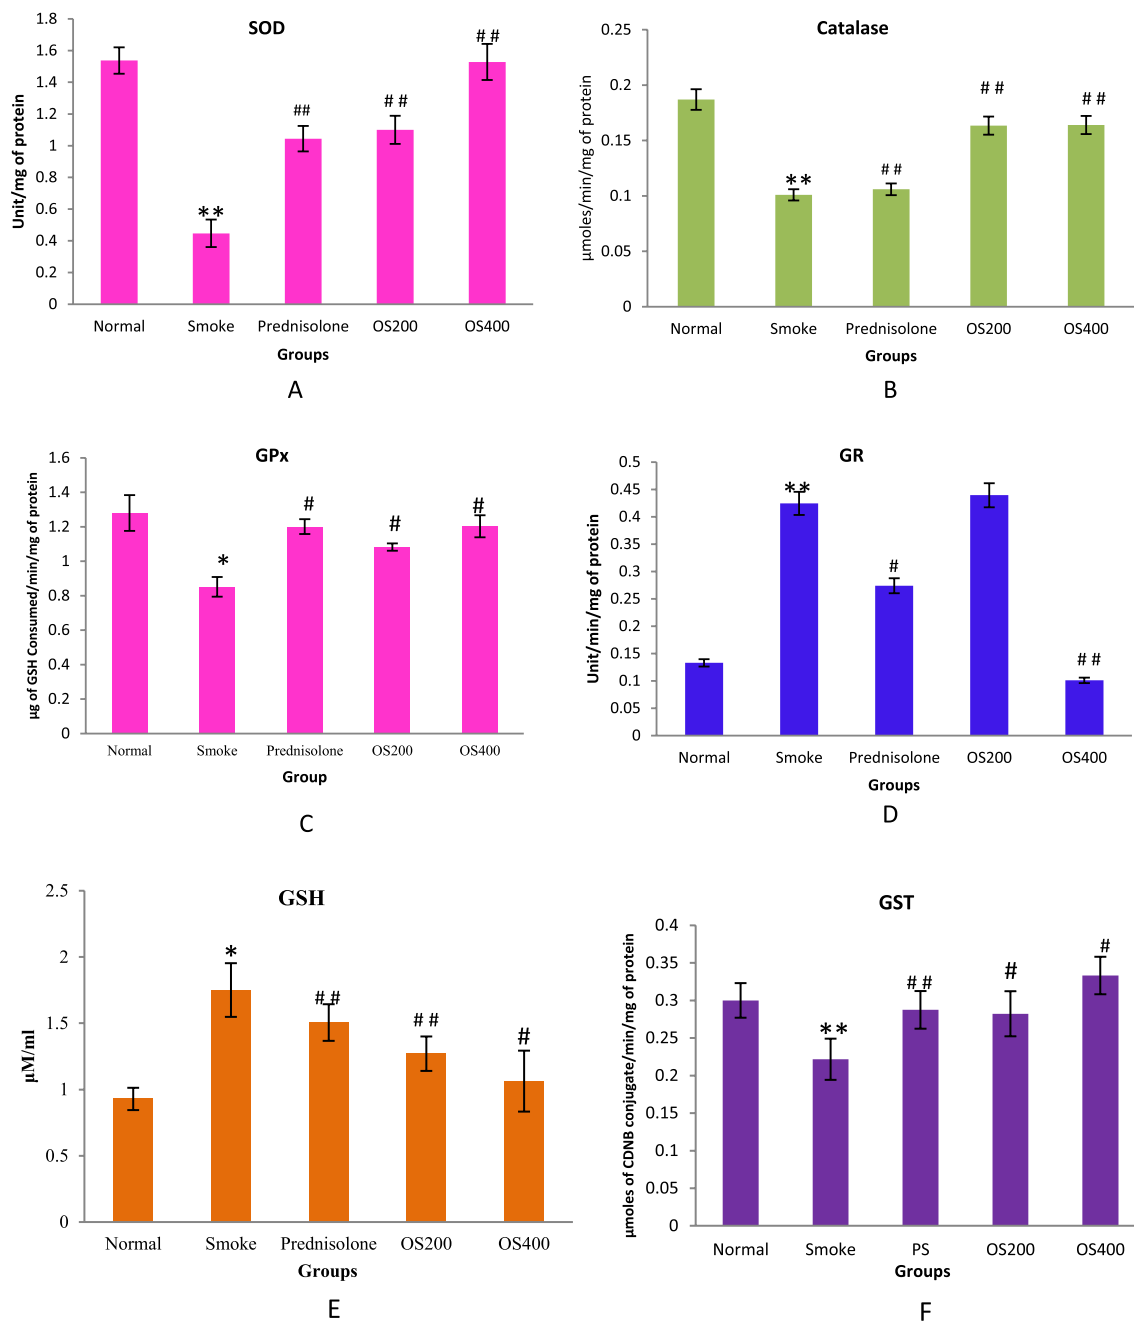 SOD
Unit/mg of protein
1.8
1.6
1.4
1.2
1
0.8
0.6
0.4
0.2
0
**
##
# #
# #
Normal Smoke Prednisolone OS200 OS400
Groups
A
Catalase
µmoles/min/mg of protein
0.25
0.2
0.15
0.1
0.05
0
**
# #
# #
# #
Normal Smoke Prednisolone OS200 OS400
Groups
B
GPx
µg of GSH Consumed/min/mg of protein
1.6
1.4
1.2
1
0.8
0.6
0.4
0.2
0
*
#
#
#
Normal Smoke Prednisolone OS200 OS400
Group
C
GR
Unit/min/mg of protein
0.5
0.45
0.4
0.35
0.3
0.25
0.2
0.15
0.1
0.05
0
**
#
# #
Normal Smoke Prednisolone OS200 OS400
Groups
D
GSH
µM/ml
2.5
2
1.5
1
0.5
0
*
# #
# #
#
Normal Smoke Prednisolone OS200 OS400
Groups
E
GST
µmoles of CDNB conjugate/min/mg of protein
0.4
0.35
0.3
0.25
0.2
0.15
0.1
0.05
0
**
# #
#
#
Normal Smoke PS OS200 OS400
Groups
F